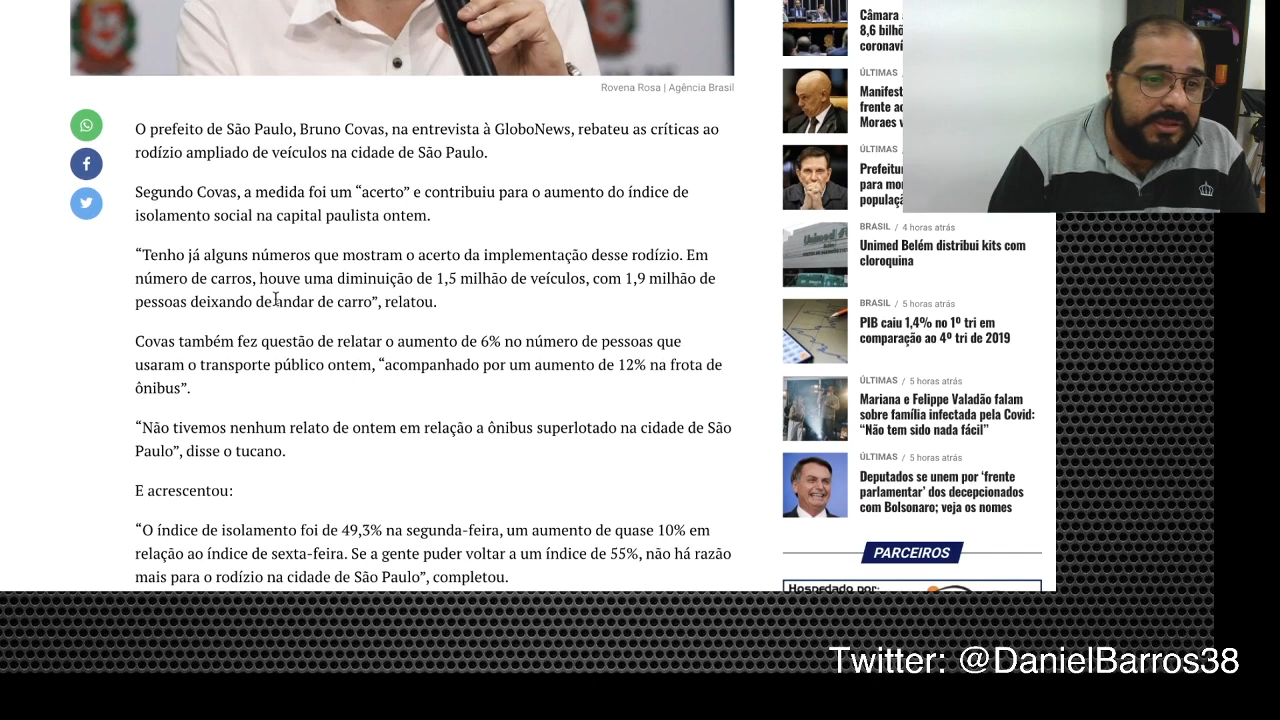 Rovena Rosa | Agência Brasil
O prefeito de São Paulo, Bruno Covas, na entrevista à GloboNews, rebateu as críticas ao
rodízio ampliado de veículos na cidade de São Paulo.
Segundo Covas, a medida foi um “acerto” e contribuiu para o aumento do índice de
isolamento social na capital paulista ontem.
“Tenho já alguns números que mostram o acerto da implementação desse rodízio. Em
número de carros, houve uma diminuição de 1,5 milhão de veículos, com 1,9 milhão de
pessoas deixando de andar de carro”, relatou.
Covas também fez questão de relatar o aumento de 6% no número de pessoas que
usaram o transporte público ontem, “acompanhado por um aumento de 12% na frota de
ônibus”.
“Não tivemos nenhum relato de ontem em relação a ônibus superlotado na cidade de São
Paulo”, disse o tucano.
E acrescentou:
“O índice de isolamento foi de 49,3% na segunda-feira, um aumento de quase 10% em
relação ao índice de sexta-feira. Se a gente puder voltar a um índice de 55%, não há razão
mais para o rodízio na cidade de São Paulo”, completou.
Câmara
8,6
ÚLTIMAS /
frente
Moraes
ÚLTIMAS /
para
BRASIL / 4 horas atrás
Unimed Belém distribui kits com
cloroquina
BRASIL / 5 horas atrás
PIB caiu 1,4% no 1º tri em
comparação ao 4º tri de 2019
ÚLTIMAS / 5 horas atrás
Mariana e Felippe Valadão falam
sobre família infectada pela Covid:
“Não tem sido nada fácil”
ÚLTIMAS / 5 horas atrás
Deputados se unem por ‘frente
parlamentar’ dos decepcionados
com Bolsonaro; veja os nomes
PARCEIROS
Hospedado por:
Twitter: @DanielBarros38